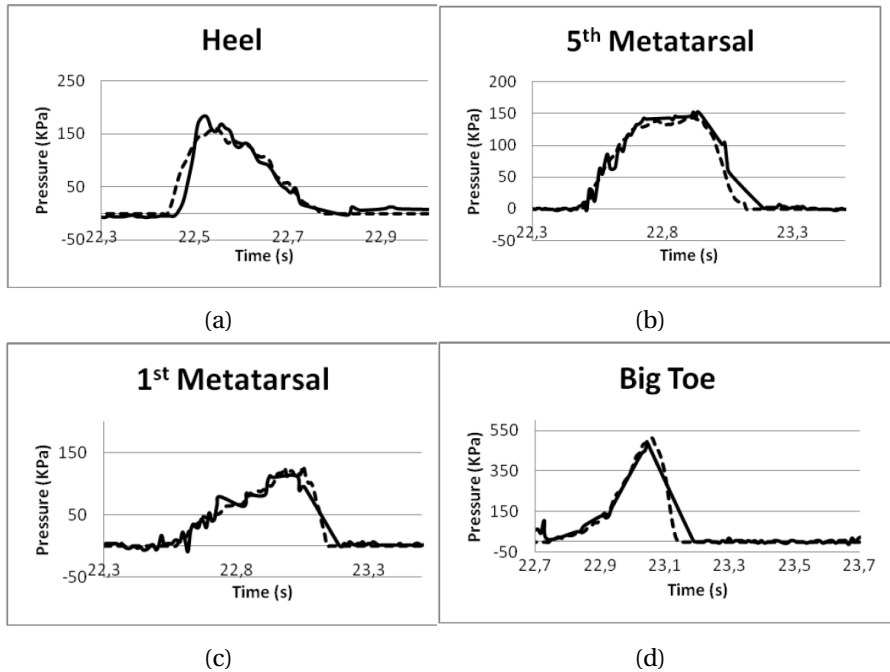 Heel
250
150
50
-50
Pressure (KPa)
22,3
22,5
22,7
22,9
Time (s)
(a)
5th Metatarsal
200
150
100
50
0
-50
Pressure (KPa)
22,3
22,8
23,3
Time (s)
(b)
1st Metatarsal
150
50
-50
Pressure (KPa)
22,3
22,8
23,3
Time (s)
(c)
Big Toe
550
350
150
-50
Pressure (KPa)
22,7
22,9
23,1
23,3
23,5
23,7
Time (s)
(d)